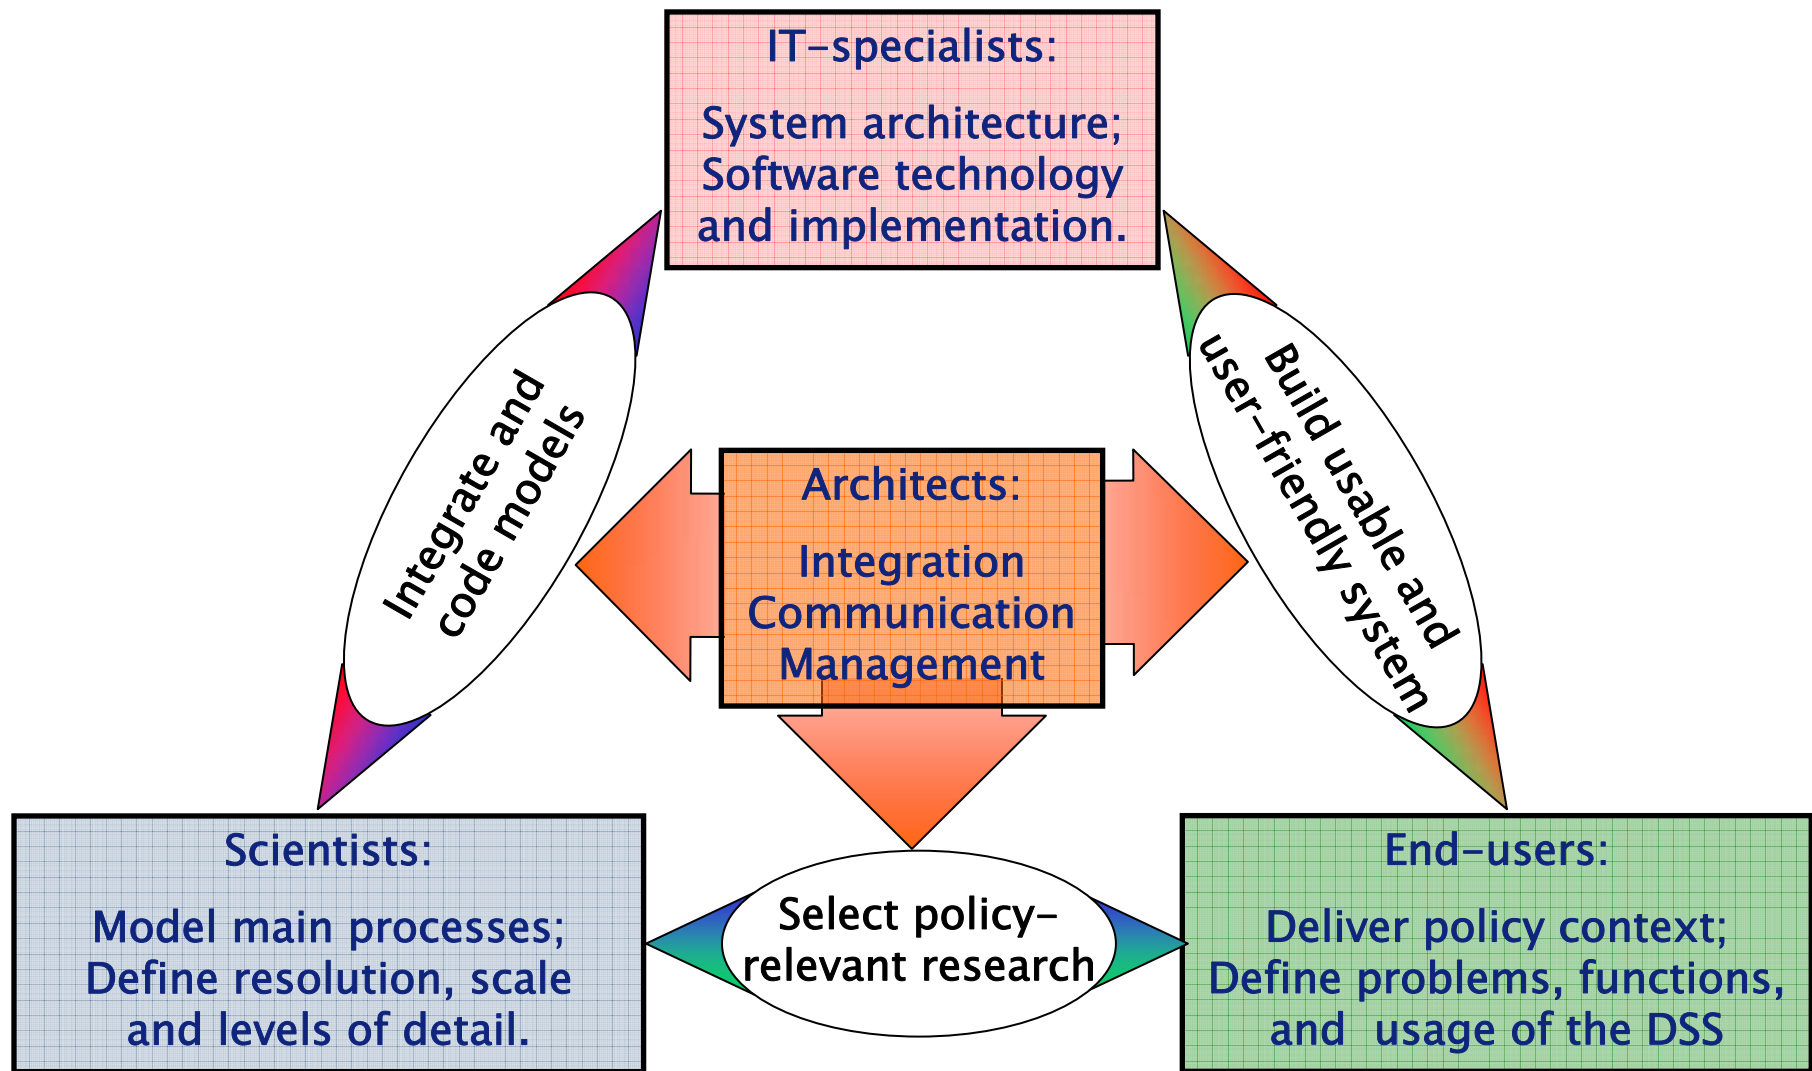 IT-specialists:
System architecture;
Software technology
and implementation.
Integrate and
code models
Build usable and
user-friendly system
Architects:
Integration
Communication
Management
Scientists:
Model main processes;
Define resolution, scale
and levels of detail.
Select policy-
relevant research
End-users:
Deliver policy context;
Define problems, functions,
and  usage of the DSS